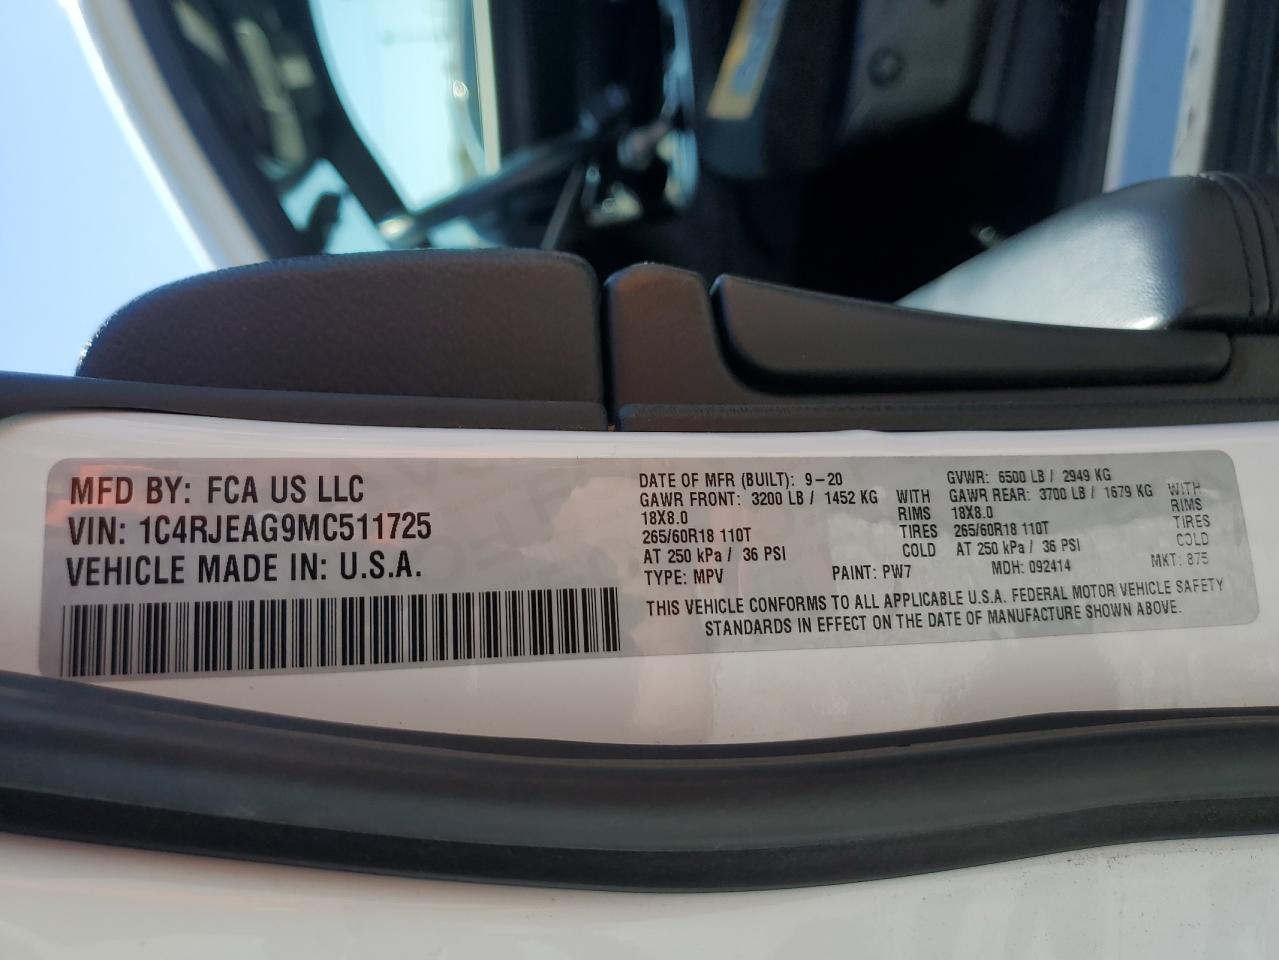 MFD BY: FCA US LLC
VIN: 1C4RJEAG9MC511725
VEHICLE MADE IN: U.S.A.
DATE OF MFR (BUILT): 9-20 GVWR: 6500 LB / 2949 KG
GAWR FRONT: 3200 LB / 1452 KG WITH GAWR REAR: 3700 LB / 1679 KG WITH
18X8.0 RIMS 18X8.0 RIMS
265/60R18 110T TIRES 265/60R18 110T TIRES
AT 250 kPa / 36 PSI COLD AT 250 kPa / 36 PSI COLD
TYPE: MPV PAINT: PW7 MDH: 092414 MKT: 875
THIS VEHICLE CONFORMS TO ALL APPLICABLE U.S.A. FEDERAL MOTOR VEHICLE SAFETY
STANDARDS IN EFFECT ON THE DATE OF MANUFACTURE SHOWN ABOVE.